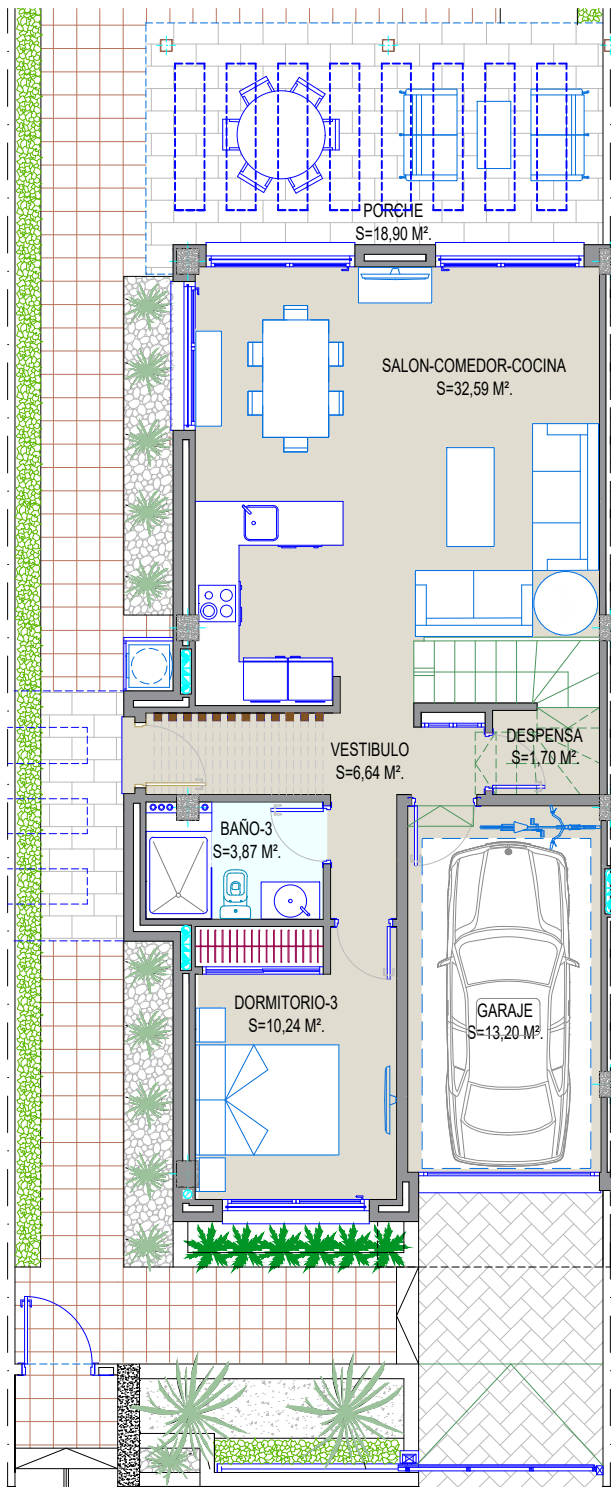 PORCHE
S=18,90 M².
SALON-COMEDOR-COCINA
S=32,59 M².
DESPENSA
S=1,70 M².
VESTIBULO
S=6,64 M².
BAÑO-3
S=3,87 M².
DORMITORIO-3
S=10,24 M².
GARAJE
S=13,20 M².